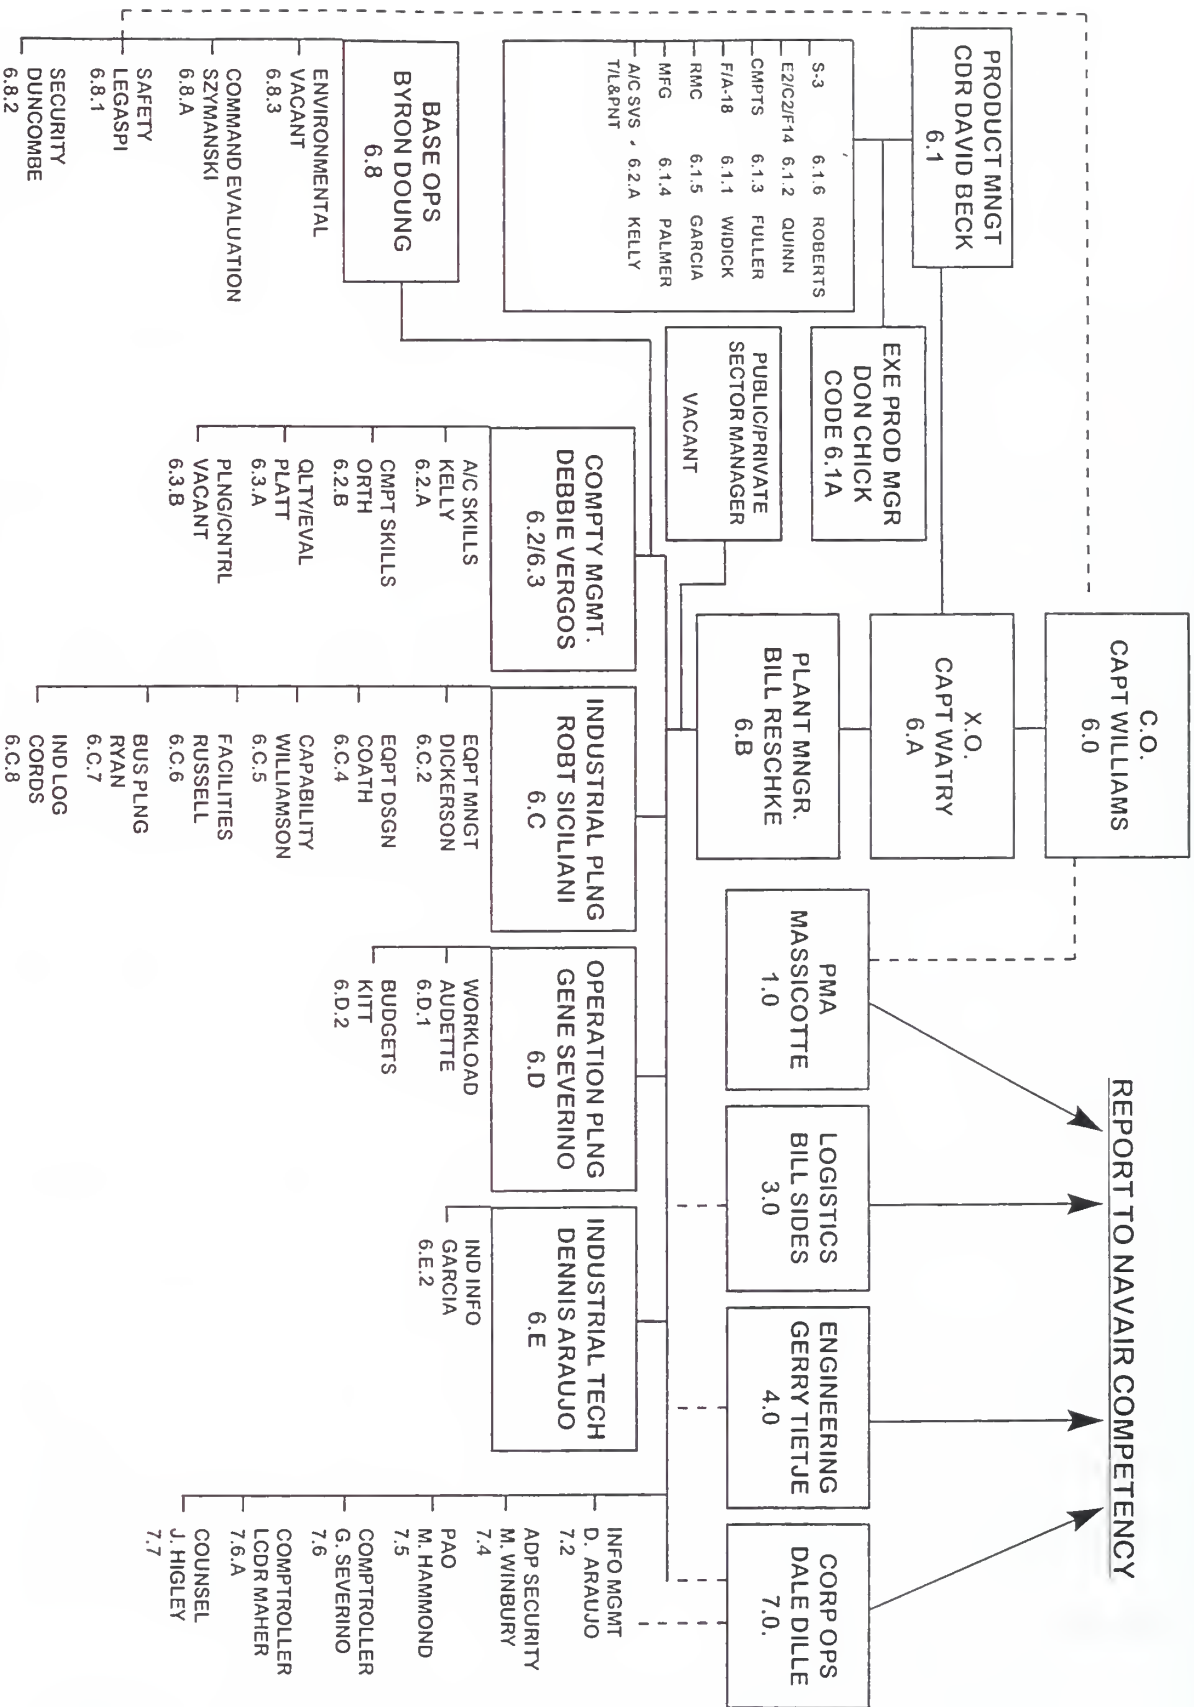 REPORT TO NAVAIR COMPETENCY
C.O.
CAPT WILLIAMS
6.0
X.O.
CAPT WATRY
6.A
PLANT MNGR.
BILL RESCHKE
6.B
PRODUCT MNGT
CDR DAVID BECK
6.1
EXE PROD MGR
DON CHICK
CODE 6.1A
S-3 6.1.6 ROBERTS
E2/C2/F14 6.1.2 QUINN
CMPTS 6.1.3 FULLER
F/A-18 6.1.1 WIDICK
RMC 6.1.5 GARCIA
MFG 6.1.4 PALMER
A/C SVS 6.2.A KELLY
T/L&PNT
PUBLIC/PRIVATE
SECTOR MANAGER
VACANT
PMA
MASSICOTTE
1.0
LOGISTICS
BILL SIDES
3.0
ENGINEERING
GERRY TIETJE
4.0
CORP OPS
DALE DILLE
7.0.
BASE OPS
BYRON DOUNG
6.8
ENVIRONMENTAL
VACANT
6.8.3
COMMAND EVALUATION
SZYMANSKI
6.8.A
SAFETY
LEGASPI
6.8.1
SECURITY
DUNCOMBE
6.8.2
COMPTY MGMT.
DEBBIE VERGOS
6.2/6.3
A/C SKILLS
KELLY
6.2.A
CMPT SKILLS
ORTH
6.2.B
QLTY/EVAL
PLATT
6.3.A
PLNG/CNTRL
VACANT
6.3.B
INDUSTRIAL PLNG
ROBT SICILIANI
6.C
EQPT MNGT
DICKERSON
6.C.2
EQPT DSGN
COATH
6.C.4
CAPABILITY
WILLIAMSON
6.C.5
FACILITIES
RUSSELL
6.C.6
BUS PLNG
RYAN
6.C.7
IND LOG
CORDS
6.C.8
OPERATION PLNG
GENE SEVERINO
6.D
WORKLOAD
AUDETTE
6.D.1
BUDGETS
KITT
6.D.2
INDUSTRIAL TECH
DENNIS ARAUJO
6.E
IND INFO
GARCIA
6.E.2
INFO MGMT
D. ARAUJO
7.2
ADP SECURITY
M. WINBURY
7.4
PAO
M. HAMMOND
7.5
COMPTROLLER
G. SEVERINO
7.6
COMPTROLLER
LCDR MAHER
7.6.A
COUNSEL
J. HIGLEY
7.7